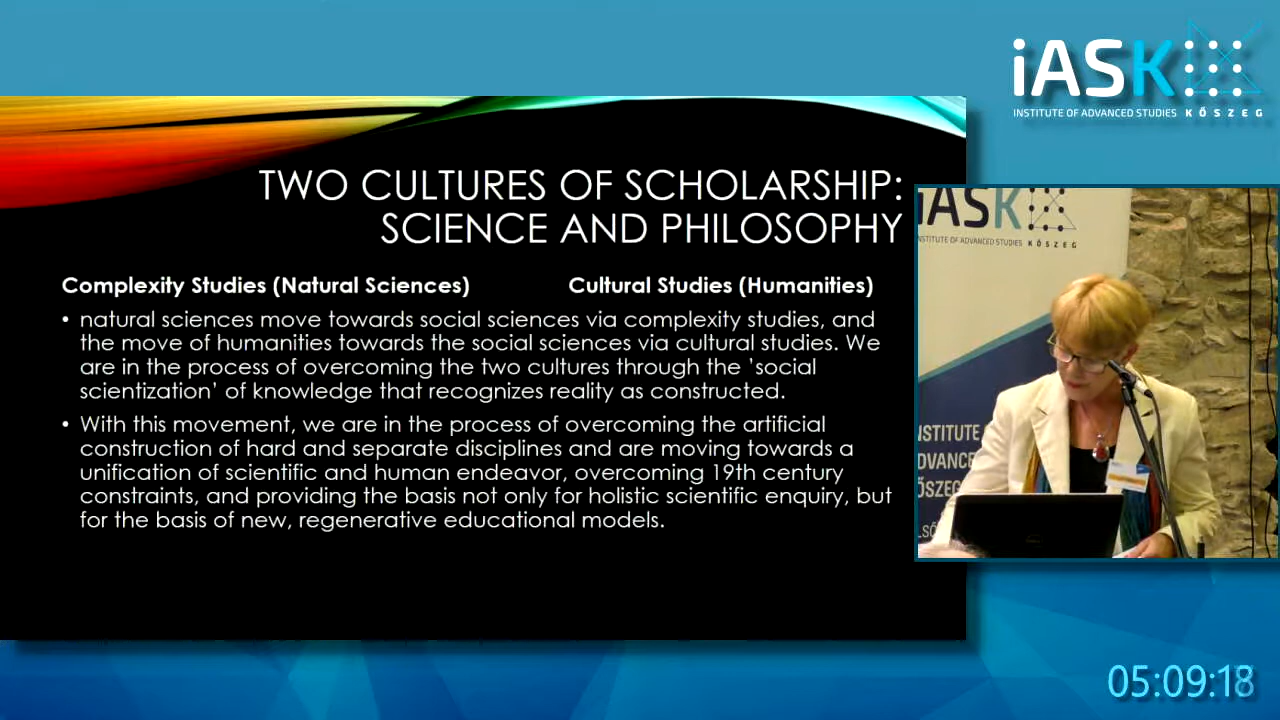 iASK
INSTITUTE OF ADVANCED STUDIES KŐSZEG
TWO CULTURES OF SCHOLARSHIP:
SCIENCE AND PHILOSOPHY
Complexity Studies (Natural Sciences) Cultural Studies (Humanities)
• natural sciences move towards social sciences via complexity studies, and
the move of humanities towards the social sciences via cultural studies. We
are in the process of overcoming the two cultures through the 'social
scientization' of knowledge that recognizes reality as constructed.
• With this movement, we are in the process of overcoming the artificial
construction of hard and separate disciplines and are moving towards a
unification of scientific and human endeavor, overcoming 19th century
constraints, and providing the basis not only for holistic scientific enquiry, but
for the basis of new, regenerative educational models.
iASK
INSTITUTE OF ADVANCED STUDIES KŐSZEG
05:09:18